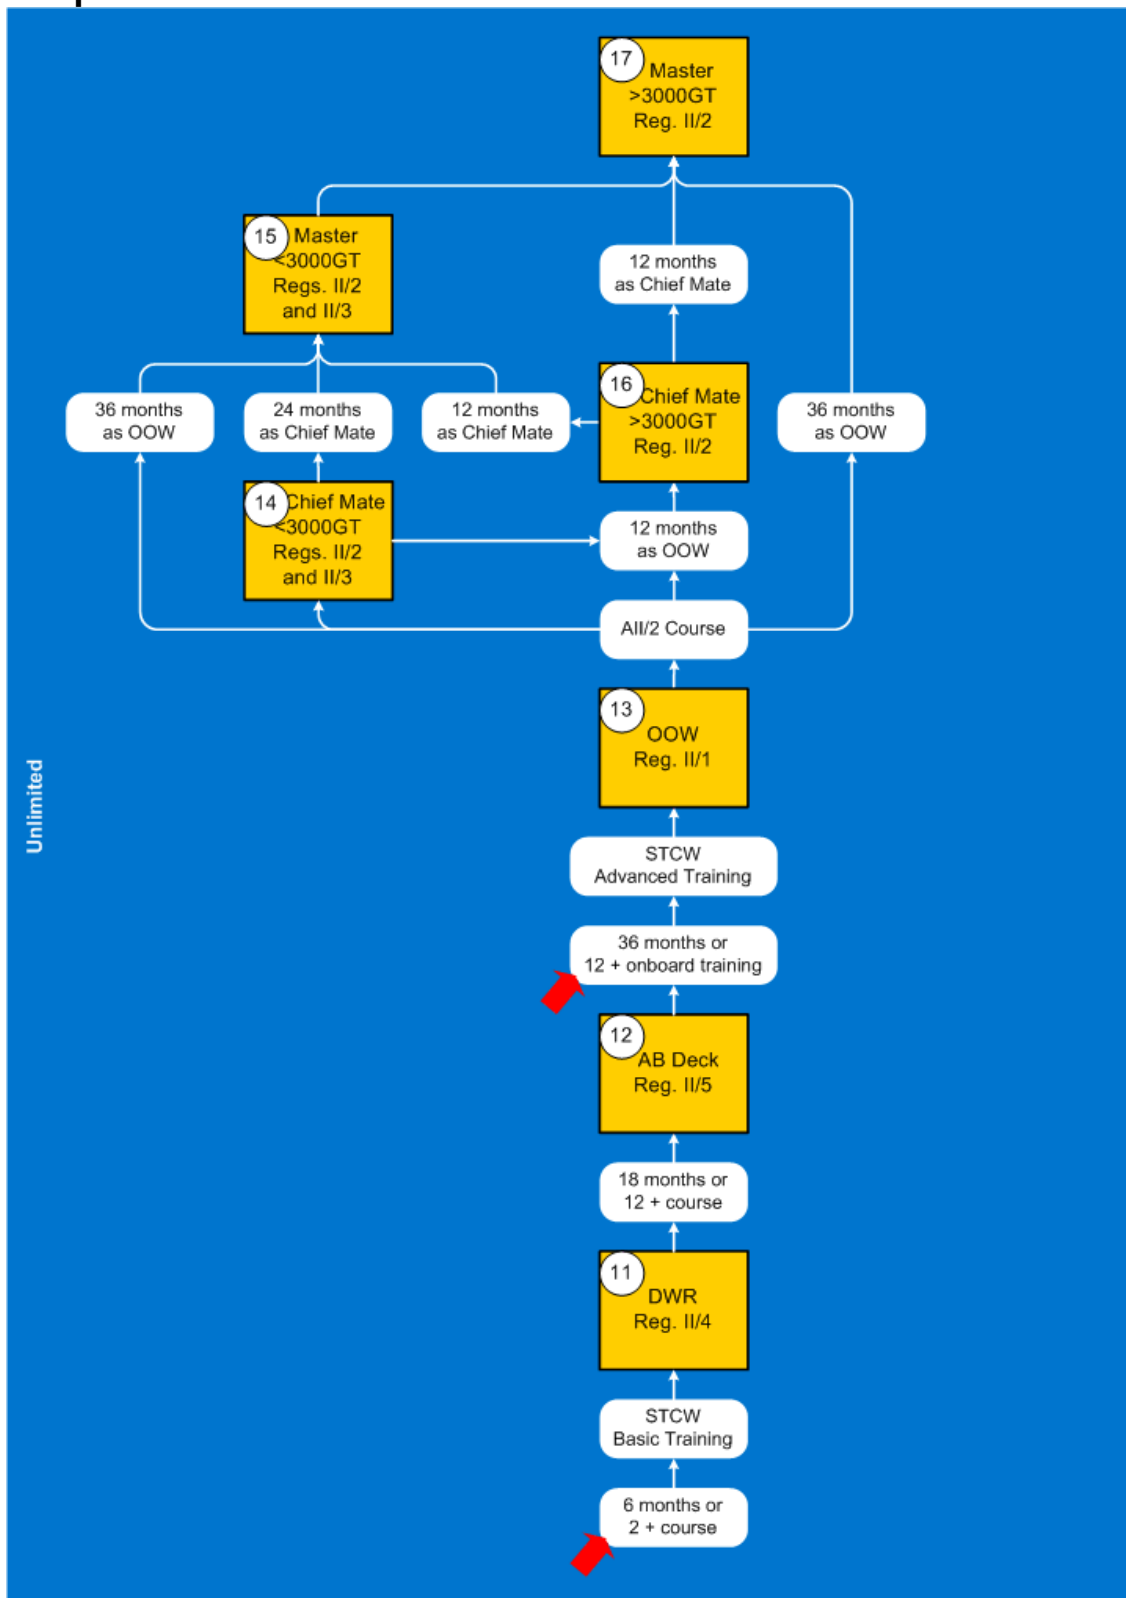 17
Master
>3000GT
Reg. II/2
15
Master
<3000GT
Regs. II/2
and II/3
12 months
as Chief Mate
36 months
as OOW
24 months
as Chief Mate
12 months
as Chief Mate
16
Chief Mate
>3000GT
Reg. II/2
36 months
as OOW
14
Chief Mate
<3000GT
Regs. II/2
and II/3
12 months
as OOW
AII/2 Course
13
OOW
Reg. II/1
Unlimited
STCW
Advanced Training
36 months or
12 + onboard training
12
AB Deck
Reg. II/5
18 months or
12 + course
11
DWR
Reg. II/4
STCW
Basic Training
6 months or
2 + course